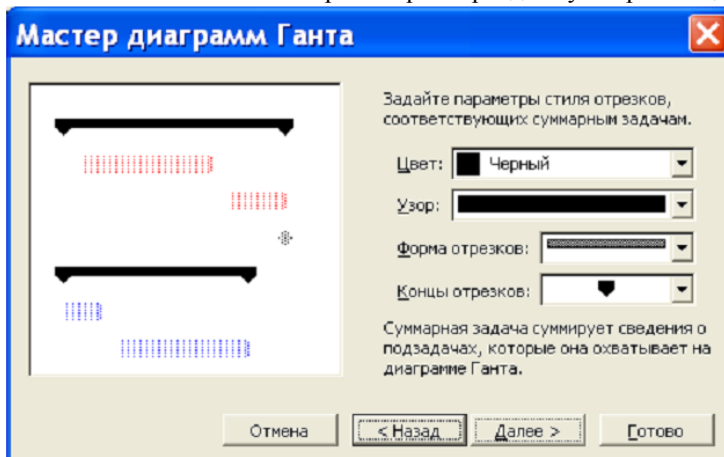 Мастер диаграмм Ганта
Задайте параметры стиля отрезков,
соответствующих суммарным задачам.
Цвет: Черный
Узор:
Форма отрезков:
Концы отрезков:
Суммарная задача суммирует сведения о
подзадачах, которые она охватывает на
диаграмме Ганта.
Отмена < Назад Далее > Готово